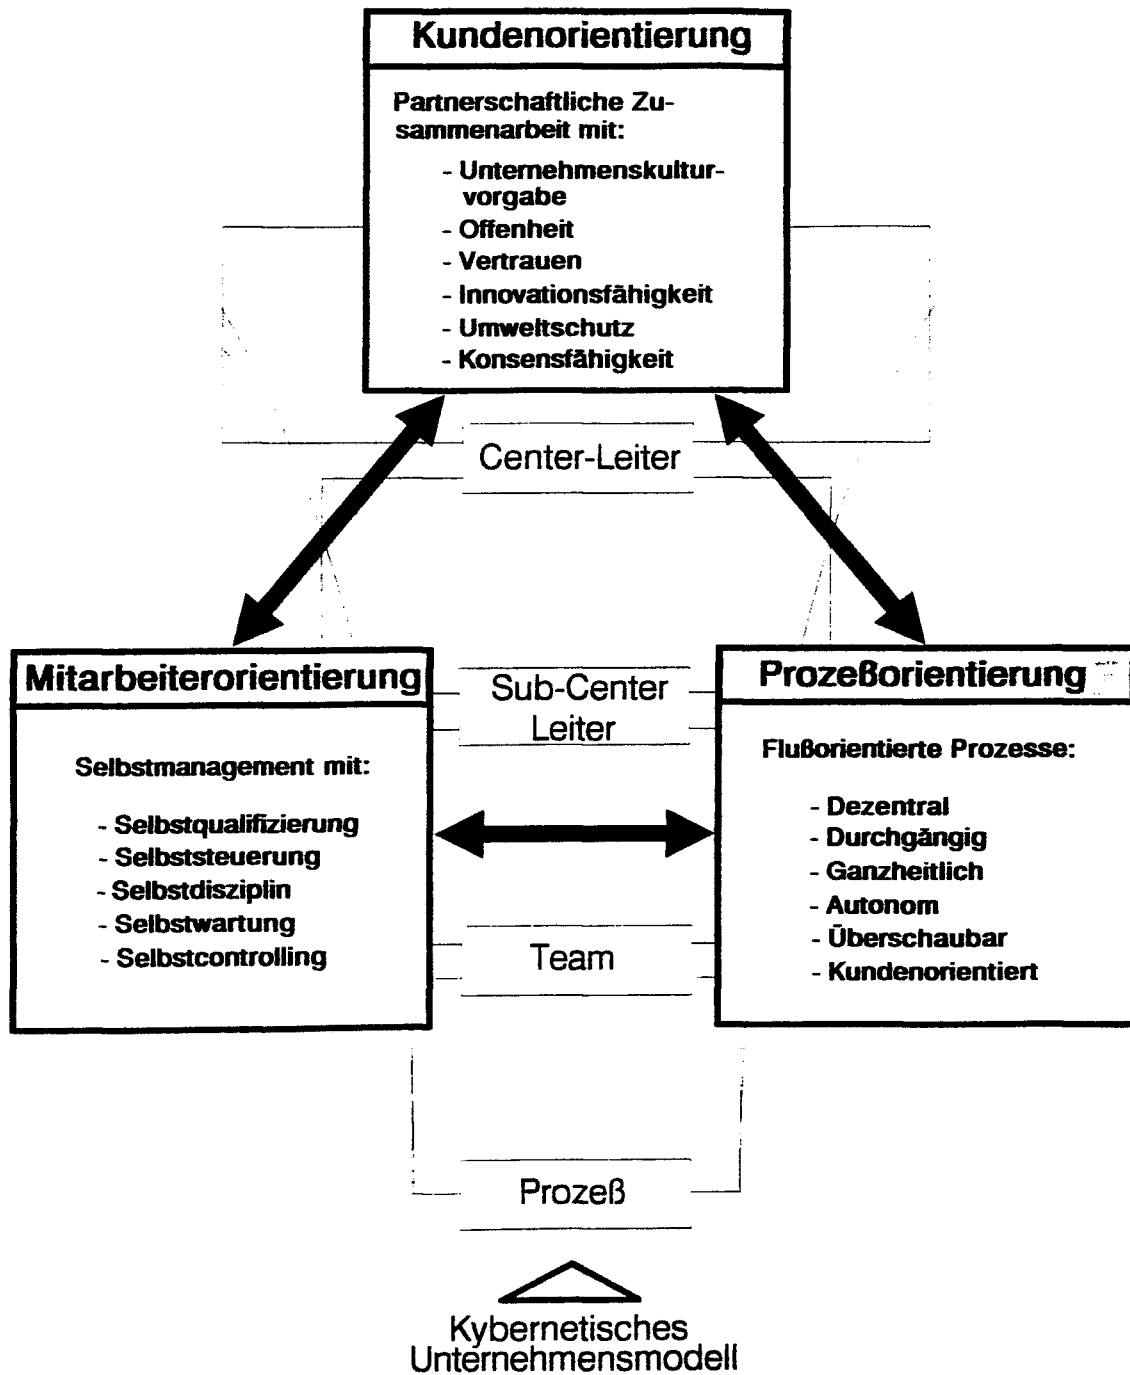 Kundenorientierung
Partnerschaftliche Zu-
sammenarbeit mit:
- Unternehmenskultur-
vorgabe
- Offenheit
- Vertrauen
- Innovationsfähigkeit
- Umweltschutz
- Konsensfähigkeit
Center-Leiter
Mitarbeiterorientierung
Selbstmanagement mit:
- Selbstqualifizierung
- Selbststeuerung
- Selbstdisziplin
- Selbstwartung
- Selbstcontrolling
Sub-Center
Leiter
Team
Prozeßorientierung
Flußorientierte Prozesse:
- Dezentral
- Durchgängig
- Ganzheitlich
- Autonom
- Überschaubar
- Kundenorientiert
Prozeß
Kybernetisches
Unternehmensmodell